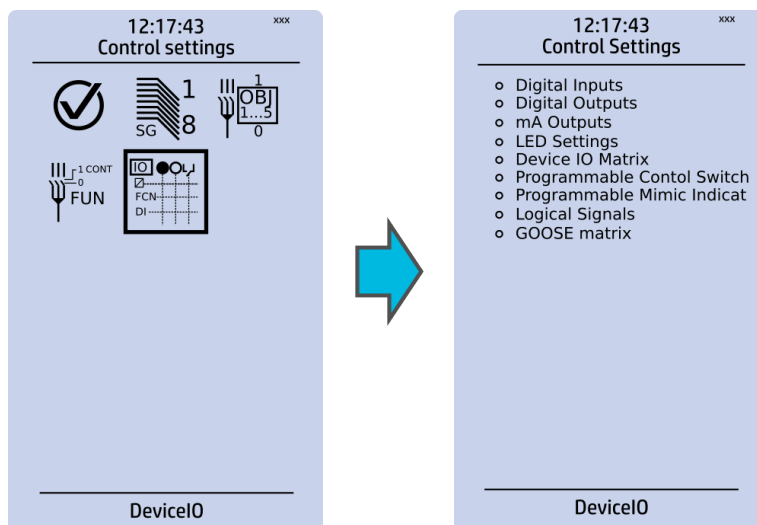 12:17:43 xxx
Control settings
1
SG 8
1
OBJ
1...5
0
1 CONT
0
FUN
IO
FCN
DI
DeviceIO
12:17:43 xxx
Control Settings
Digital Inputs
Digital Outputs
mA Outputs
LED Settings
Device IO Matrix
Programmable Contol Switch
Programmable Mimic Indicat
Logical Signals
GOOSE matrix
DeviceIO